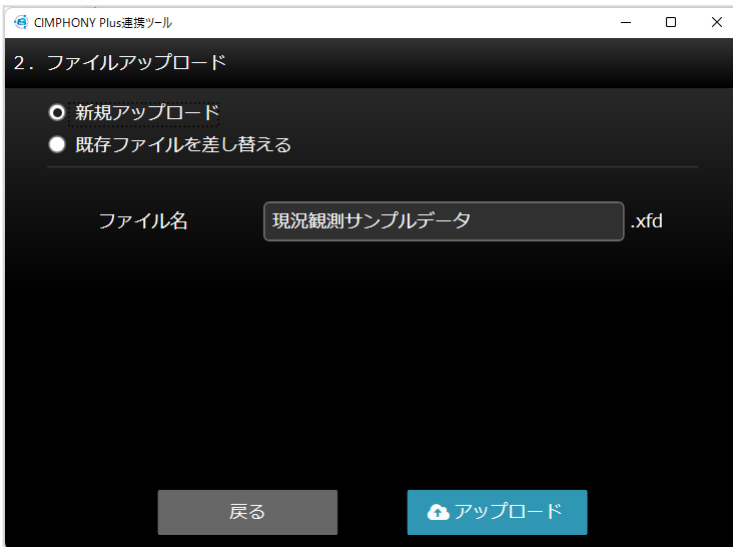 CIMPHONY Plus連携ツール
2．ファイルアップロード
新規アップロード
既存ファイルを差し替える
ファイル名 現況観測サンプルデータ .xfd
戻る アップロード